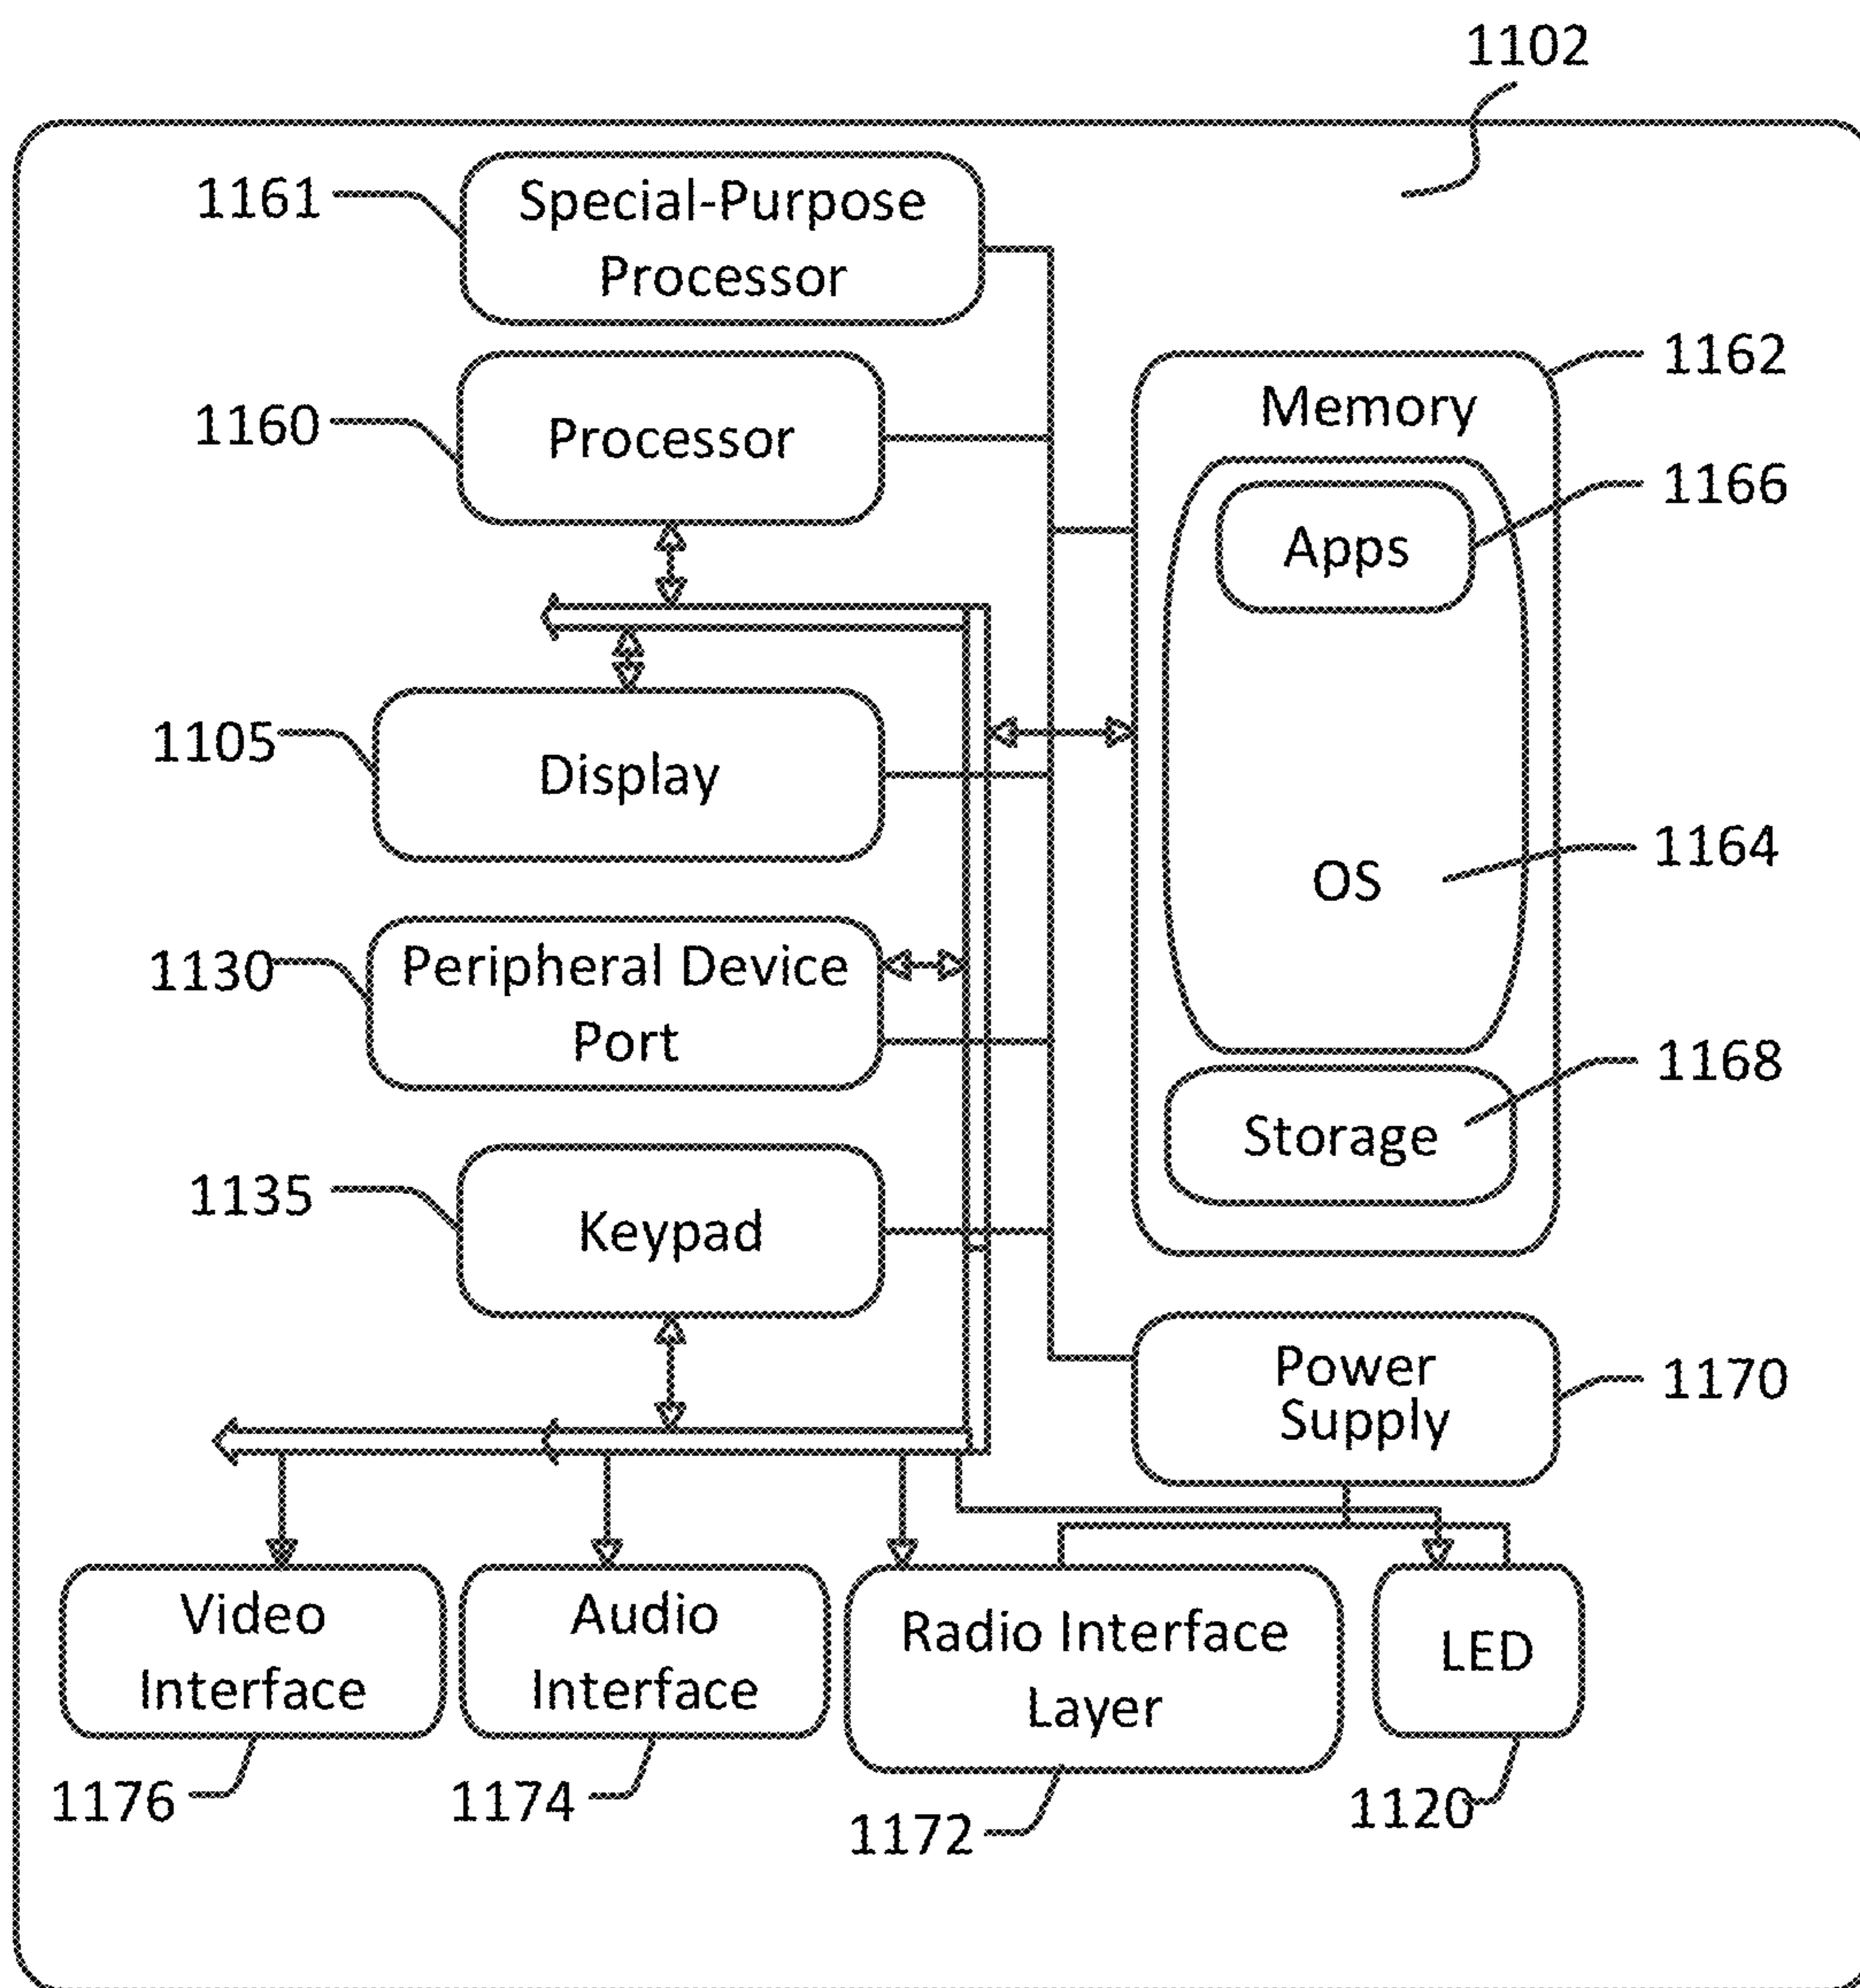 1102
1161
Special-Purpose
Processor
1162
Memory
1160
Processor
1166
Apps
1105
Display
1164
OS
1130
Peripheral Device
Port
1168
Storage
1135
Keypad
Power
Supply
1170
Video
Interface
Audio
Interface
Radio Interface
Layer
LED
1176
1174
1172
1120